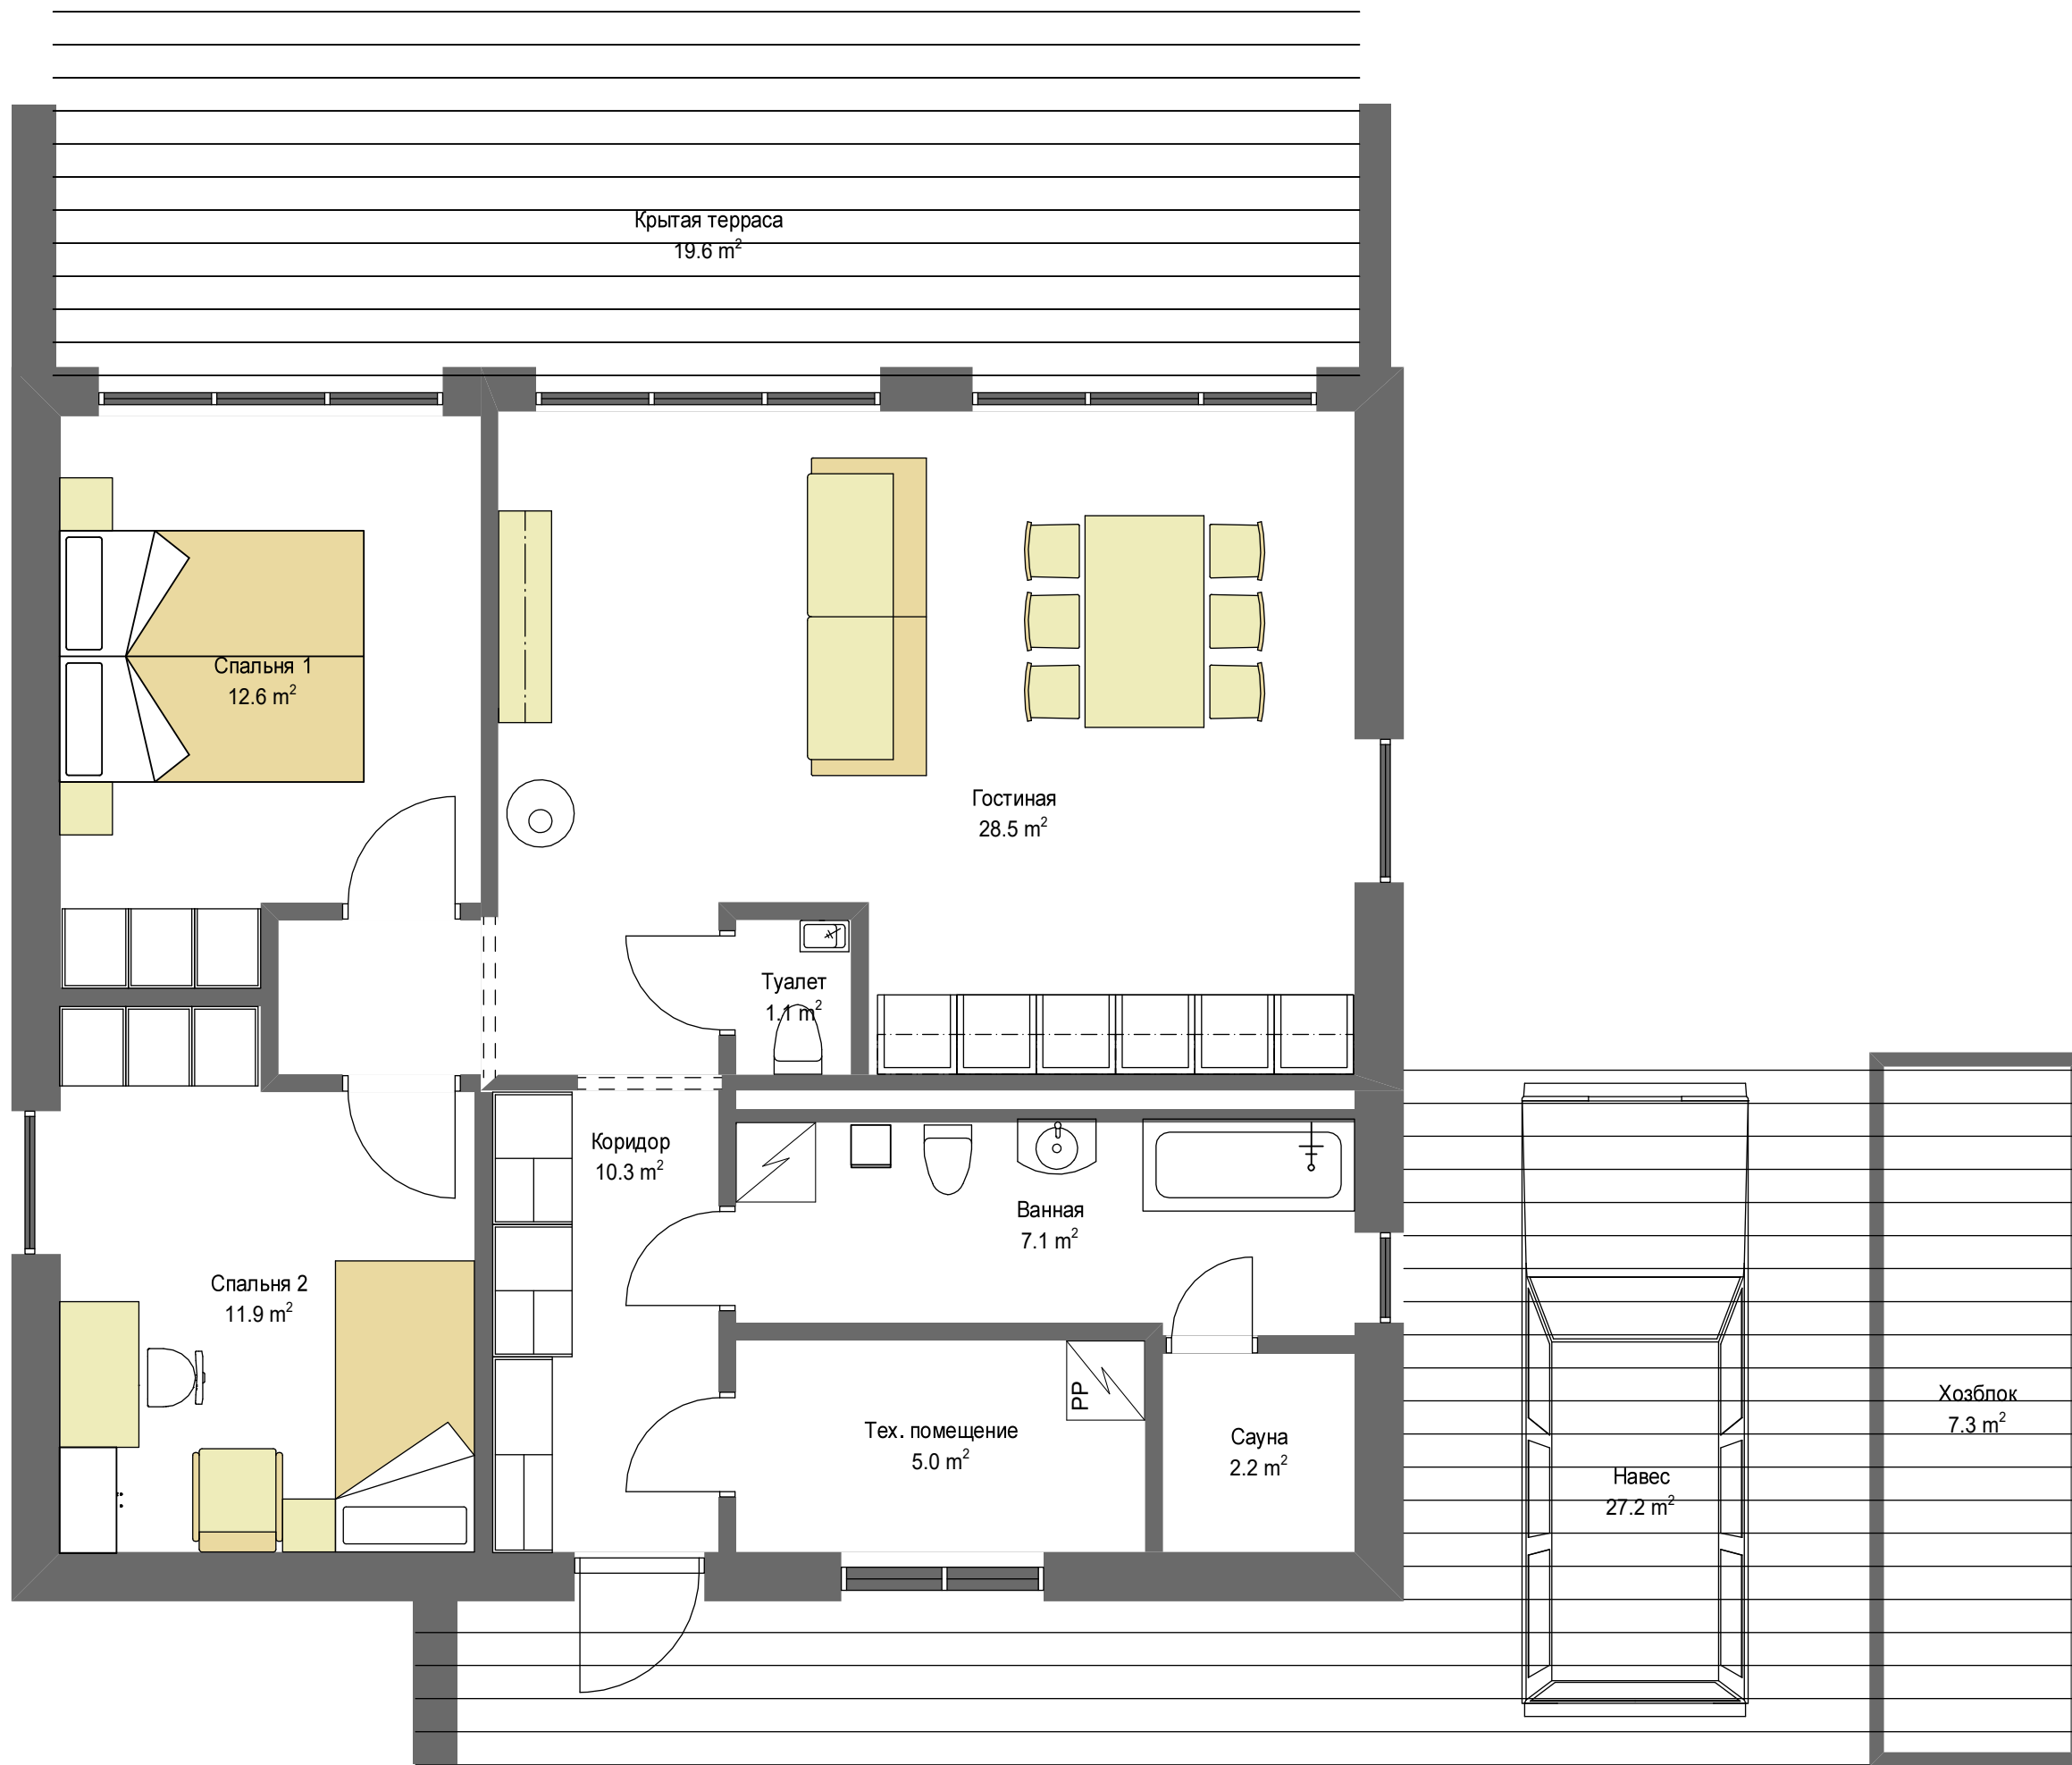 Крытая терраса
19.6 m²
Спальня 1
12.6 m²
Гостиная
28.5 m²
Туалет
1.1 m²
Коридор
10.3 m²
Ванная
7.1 m²
Спальня 2
11.9 m²
Тех. помещение
5.0 m²
PP
Сауна
2.2 m²
Навес
27.2 m²
Хозблок
7.3 m²